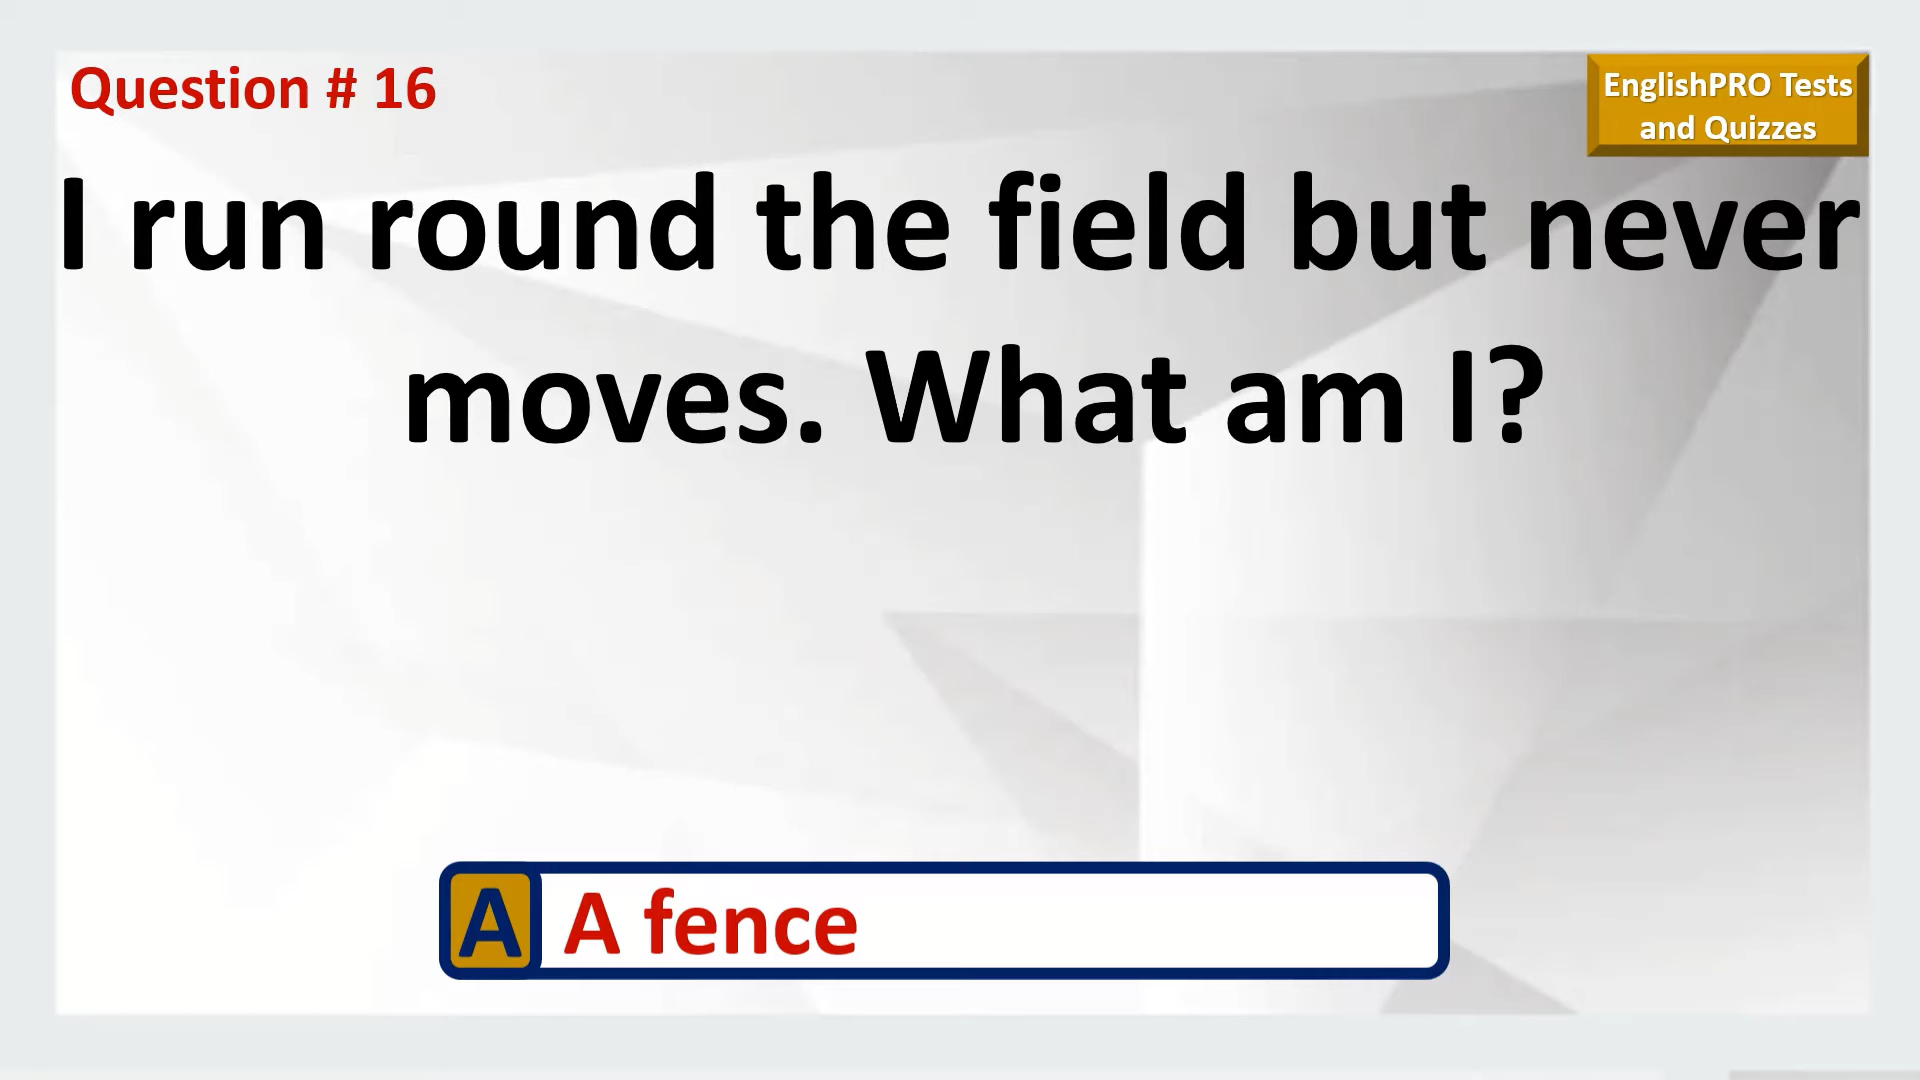 Question # 16
EnglishPRO Tests
and Quizzes
I run round the field but never
moves. What am I?
A A fence